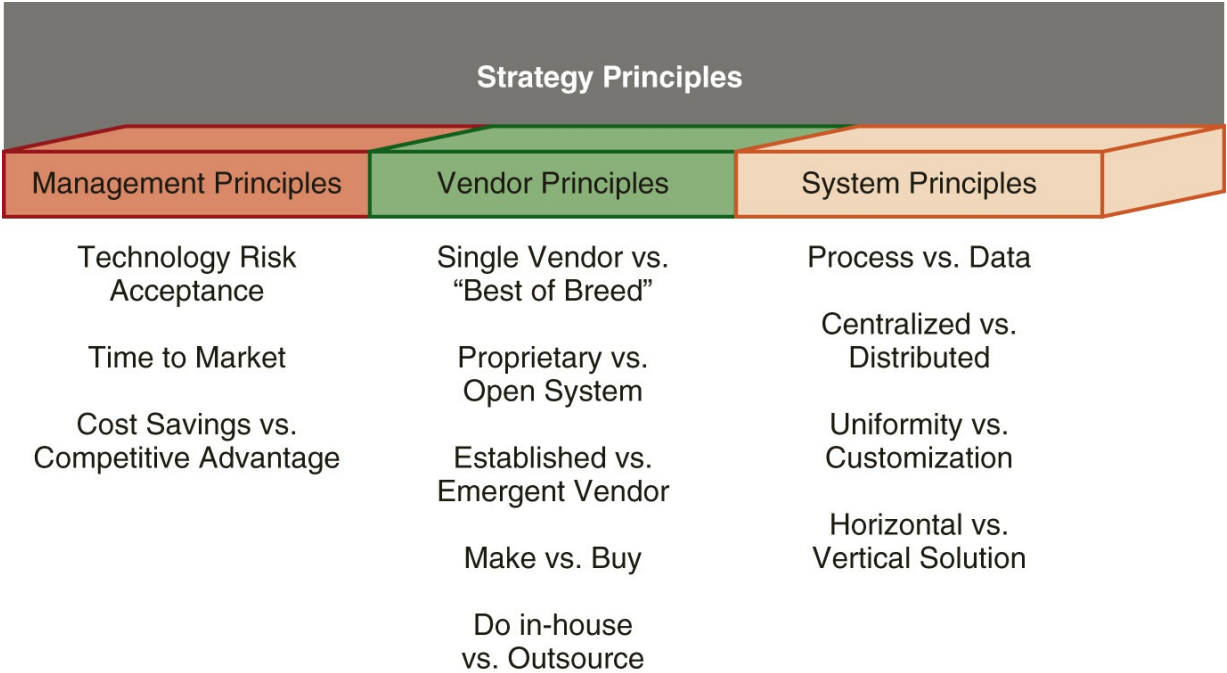 Strategy Principles
Management Principles
Technology Risk
Acceptance
Time to Market
Cost Savings vs.
Competitive Advantage
Vendor Principles
Single Vendor vs.
“Best of Breed”
Proprietary vs.
Open System
Established vs.
Emergent Vendor
Make vs. Buy
Do in-house
vs. Outsource
System Principles
Process vs. Data
Centralized vs.
Distributed
Uniformity vs.
Customization
Horizontal vs.
Vertical Solution